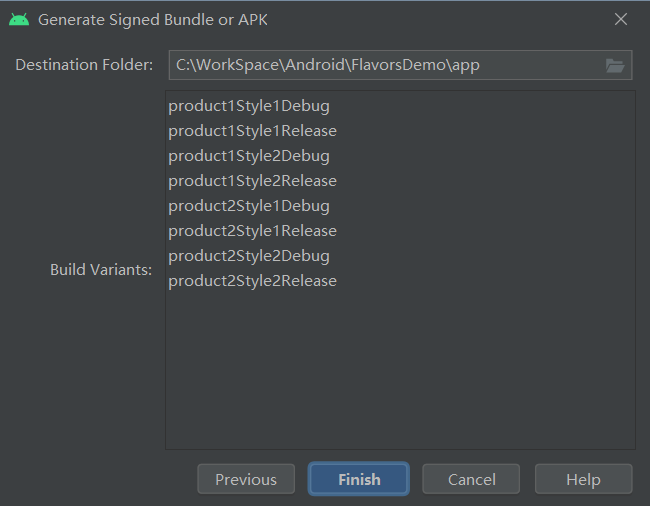 Generate Signed Bundle or APK
Destination Folder: C:\WorkSpace\Android\FlavorsDemo\app
product1Style1Debug
product1Style1Release
product1Style2Debug
product1Style2Release
product2Style1Debug
product2Style1Release
product2Style2Debug
Build Variants:
product2Style2Release
Previous Finish Cancel Help